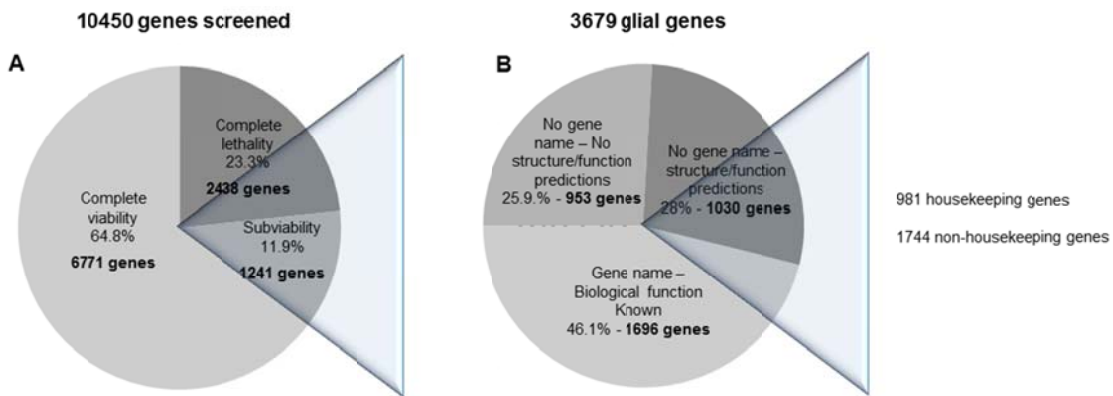 10450 genes screened
3679 glial genes
A
Complete
lethality
23.3%
2438 genes
Complete
viability
64.8%
6771 genes
Subviability
11.9%
1241 genes
B
No gene
name – No
structure/function
predictions
25.9.% - 953 genes
No gene name –
structure/function
predictions
28% - 1030 genes
Gene name –
Biological function
Known
46.1% - 1696 genes
981 housekeeping genes
1744 non-housekeeping genes